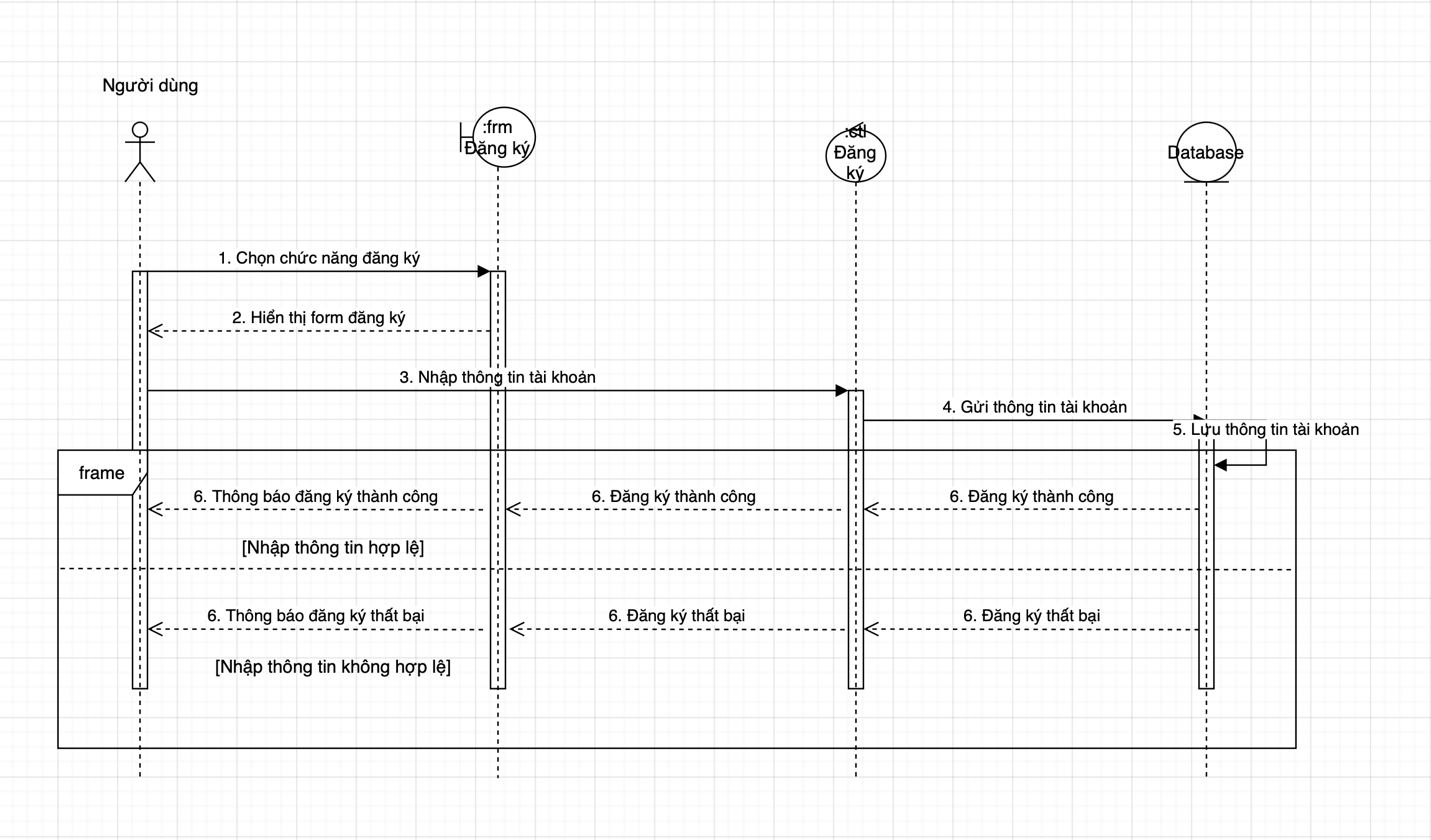 Người dùng
:frm
Đăng ký
:ctl
Đăng
ký
Database
1. Chọn chức năng đăng ký
2. Hiển thị form đăng ký
3. Nhập thông tin tài khoản
4. Gửi thông tin tài khoản
5. Lưu thông tin tài khoản
frame
6. Thông báo đăng ký thành công
6. Đăng ký thành công
6. Đăng ký thành công
[Nhập thông tin hợp lệ]
6. Thông báo đăng ký thất bại
6. Đăng ký thất bại
6. Đăng ký thất bại
[Nhập thông tin không hợp lệ]